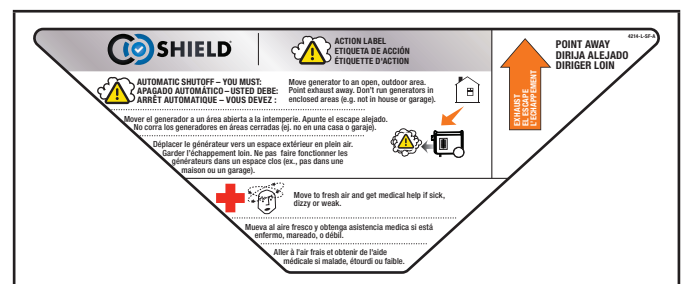 CO SHIELD®
ACTION LABEL
ETIQUETA DE ACCIÓN
ÉTIQUETTE D'ACTION
4214-L-SF-A
POINT AWAY
DIRIJA ALEJADO
DIRIGER LOIN
EXHAUST
EL ESCAPE
L'ÉCHAPPEMENT
AUTOMATIC SHUTOFF – YOU MUST:
APAGADO AUTOMÁTICO – USTED DEBE:
ARRÊT AUTOMATIQUE – VOUS DEVEZ :
Move generator to an open, outdoor area.
Point exhaust away. Don't run generators in
enclosed areas (e.g. not in house or garage).
Mover el generador a un área abierta a la intemperie. Apunte el escape alejado.
No corra los generadores en áreas cerradas (ej. no en una casa o garaje).
Déplacer le générateur vers un espace extérieur en plein air.
Garder l'échappement loin. Ne pas faire fonctionner les
générateurs dans un espace clos (ex., pas dans une
maison ou un garage).
Move to fresh air and get medical help if sick,
dizzy or weak.
Mueva al aire fresco y obtenga asistencia medica si está
enfermo, mareado, o débil.
Aller à l'air frais et obtenir de l'aide
médicale si malade, étourdi ou faible.